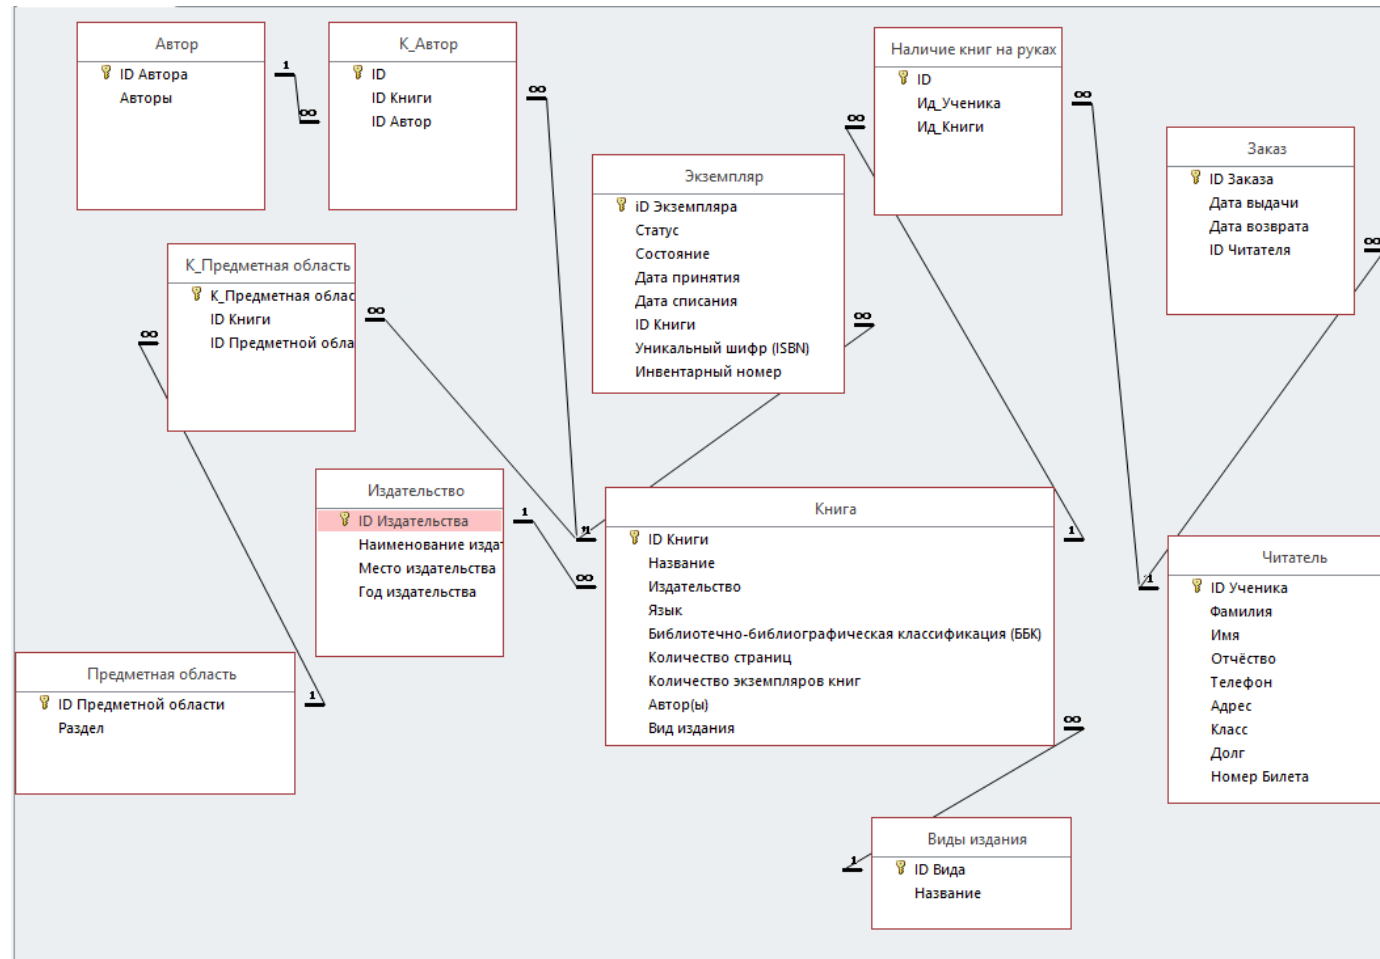 Автор
ID Автора
Авторы
1
∞
К_Автор
ID
ID Книги
ID Автор
∞
Наличие книг на руках
ID
Ид_Ученика
Ид_Книги
∞
∞
Заказ
ID Заказа
Дата выдачи
Дата возврата
ID Читателя
∞
Экземпляр
iD Экземпляра
Статус
Состояние
Дата принятия
Дата списания
ID Книги
Уникальный шифр (ISBN)
Инвентарный номер
∞
К_Предметная область
К_Предметная облас
ID Книги
ID Предметной обла
∞
∞
Издательство
ID Издательства
Наименование издат
Место издательства
Год издательства
1
∞
Книга
ID Книги
Название
Издательство
Язык
Библиотечно-библиографическая классификация (ББК)
Количество страниц
Количество экземпляров книг
Автор(ы)
Вид издания
1
1
∞
Читатель
ID Ученика
Фамилия
Имя
Отчёство
Телефон
Адрес
Класс
Долг
Номер Билета
1
Предметная область
ID Предметной области
Раздел
1
Виды издания
ID Вида
Название
1